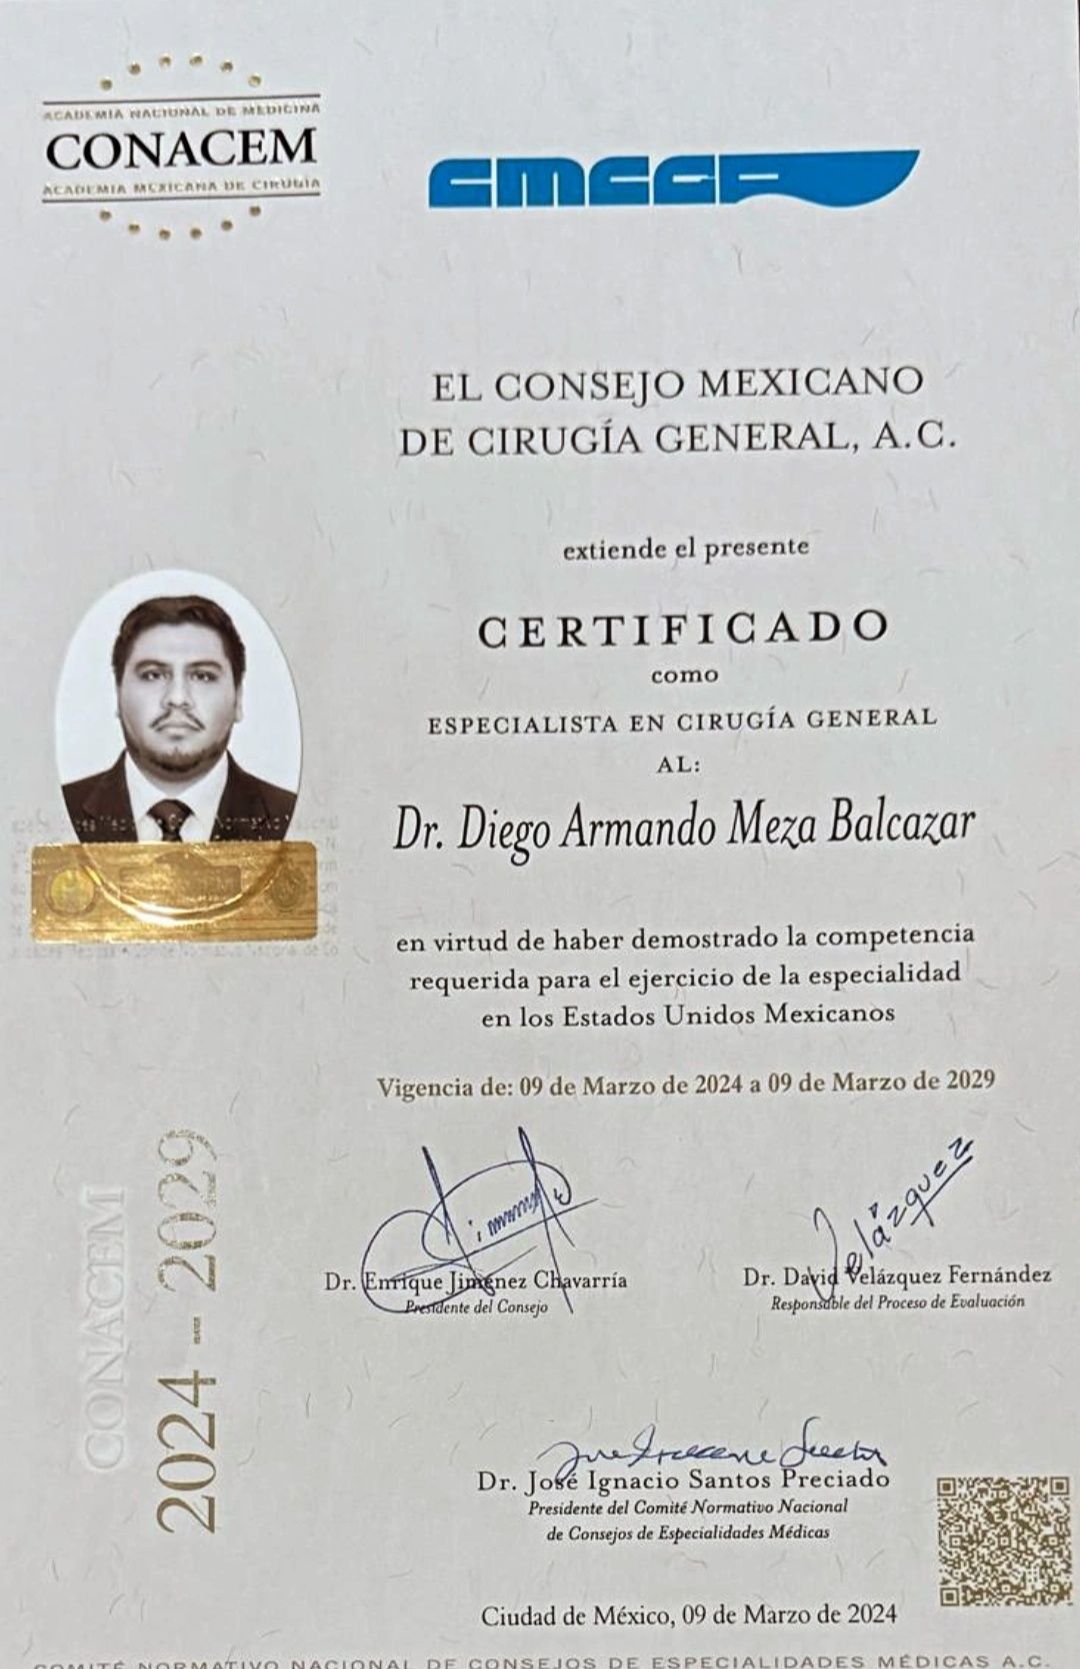 ACADEMIA NACIONAL DE MEDICINA
CONACEM
ACADEMIA MEXICANA DE CIRUGÍA
CMCGA
EL CONSEJO MEXICANO
DE CIRUGÍA GENERAL, A.C.
extiende el presente
CERTIFICADO
como
ESPECIALISTA EN CIRUGÍA GENERAL
AL:
Dr. Diego Armando Meza Balcazar
en virtud de haber demostrado la competencia
requerida para el ejercicio de la especialidad
en los Estados Unidos Mexicanos
Vigencia de: 09 de Marzo de 2024 a 09 de Marzo de 2029
CONACEM
2024 - 2029
Velázquez
Dr. Enrique Jiménez Chavarría
Presidente del Consejo
Dr. David Velázquez Fernández
Responsable del Proceso de Evaluación
Dr. José Ignacio Santos Preciado
Presidente del Comité Normativo Nacional
de Consejos de Especialidades Médicas
Ciudad de México, 09 de Marzo de 2024
COMITÉ NORMATIVO NACIONAL DE CONSEJOS DE ESPECIALIDADES MÉDICAS A.C.